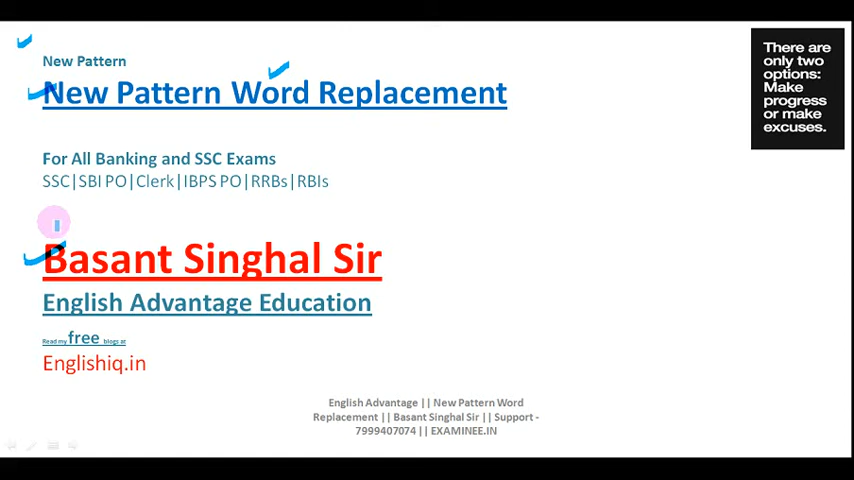 New Pattern
New Pattern Word Replacement
For All Banking and SSC Exams
SSC|SBI PO|Clerk|IBPS PO|RRBs|RBIs
Basant Singhal Sir
English Advantage Education
Read my free blogs at
Englishiq.in
There are
only two
options:
Make
progress
or make
excuses.
English Advantage || New Pattern Word
Replacement || Basant Singhal Sir || Support -
7999407074 || EXAMINEE.IN